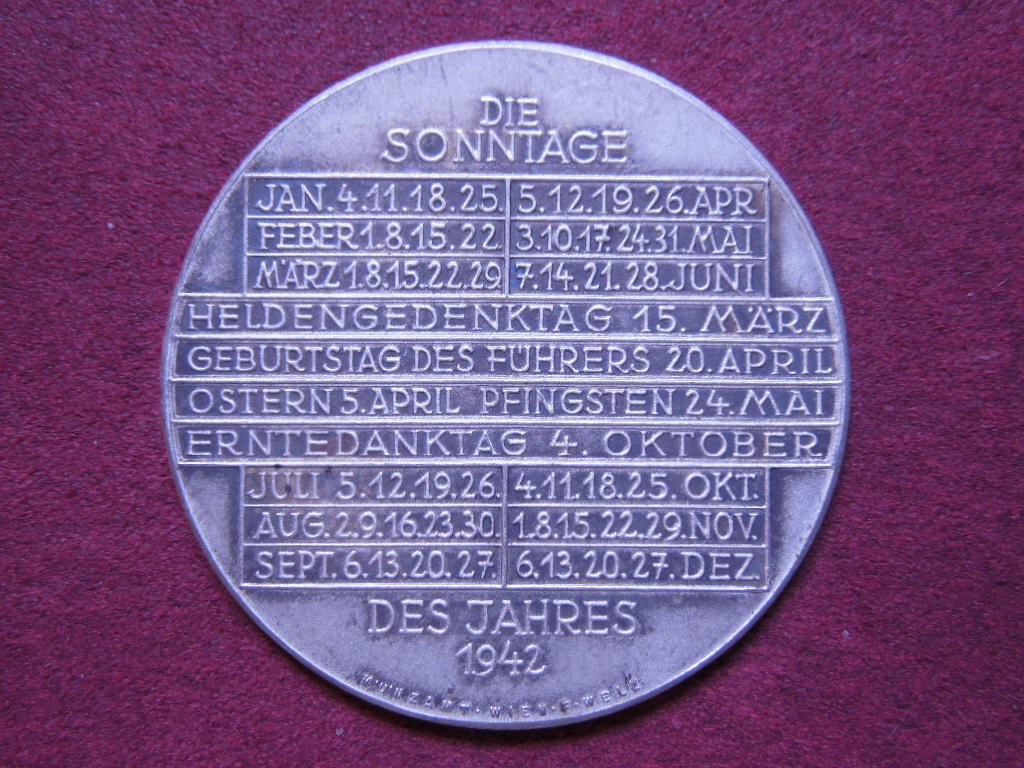 DIE
SONNTAGE
JAN. 4.11.18.25. 5.12.19.26.APR
FEBER 1.8.15.22. 3.10.17.24.31.MAI
MÄRZ 1.8.15.22.29 7.14.21.28.JUNI
HELDENGEDENKTAG 15. MÄRZ
GEBURTSTAG DES FÜHRERS 20. APRIL
OSTERN 5. APRIL PFINGSTEN 24. MAI
ERNTEDANKTAG 4. OKTOBER
JULI 5.12.19.26. 4.11.18.25. OKT.
AUG. 2.9.16.23.30. 1.8.15.22.29. NOV.
SEPT. 6.13.20.27. 6.13.20.27. DEZ.
DES JAHRES
1942
MÜNZAMT · WIEN · F · WELZ